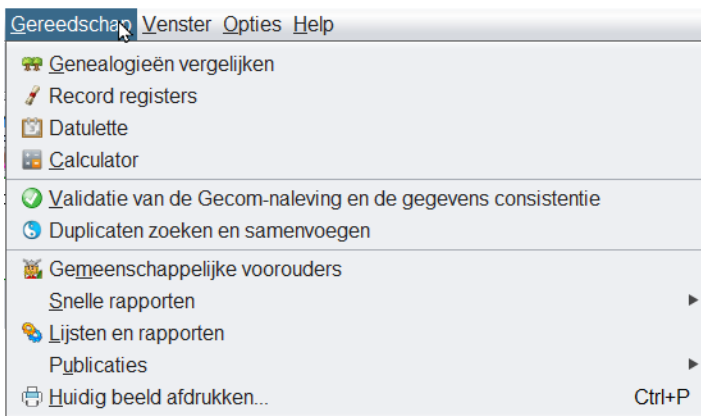 Gereedschap Venster Opties Help
Genealogieën vergelijken
Record registers
Datulette
Calculator
Validatie van de Gecom-naleving en de gegevens consistentie
Duplicaten zoeken en samenvoegen
Gemeenschappelijke voorouders
Snelle rapporten
Lijsten en rapporten
Publicaties
Huidig beeld afdrukken... Ctrl+P